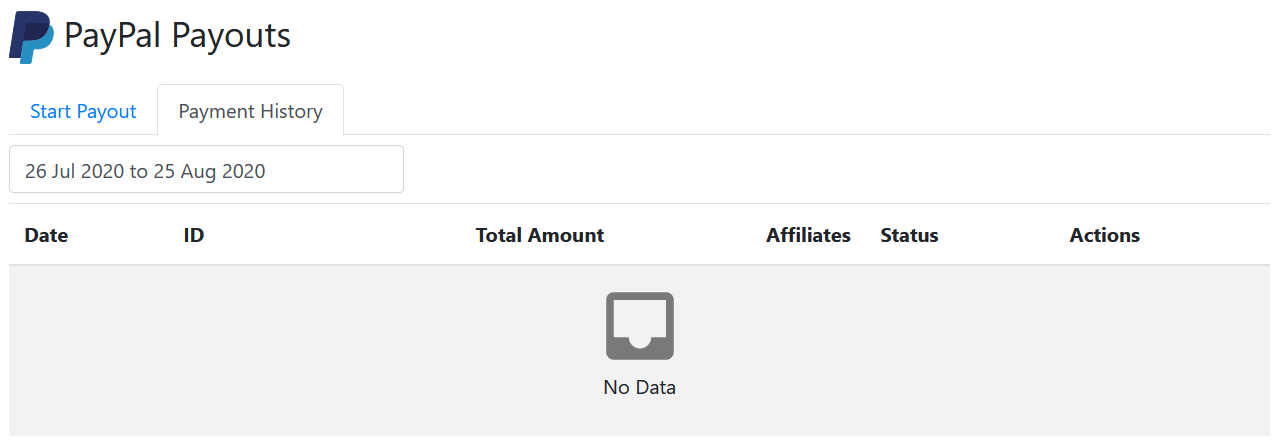 PayPal Payouts
Start Payout Payment History
26 Jul 2020 to 25 Aug 2020
Date ID Total Amount Affiliates Status Actions
No Data